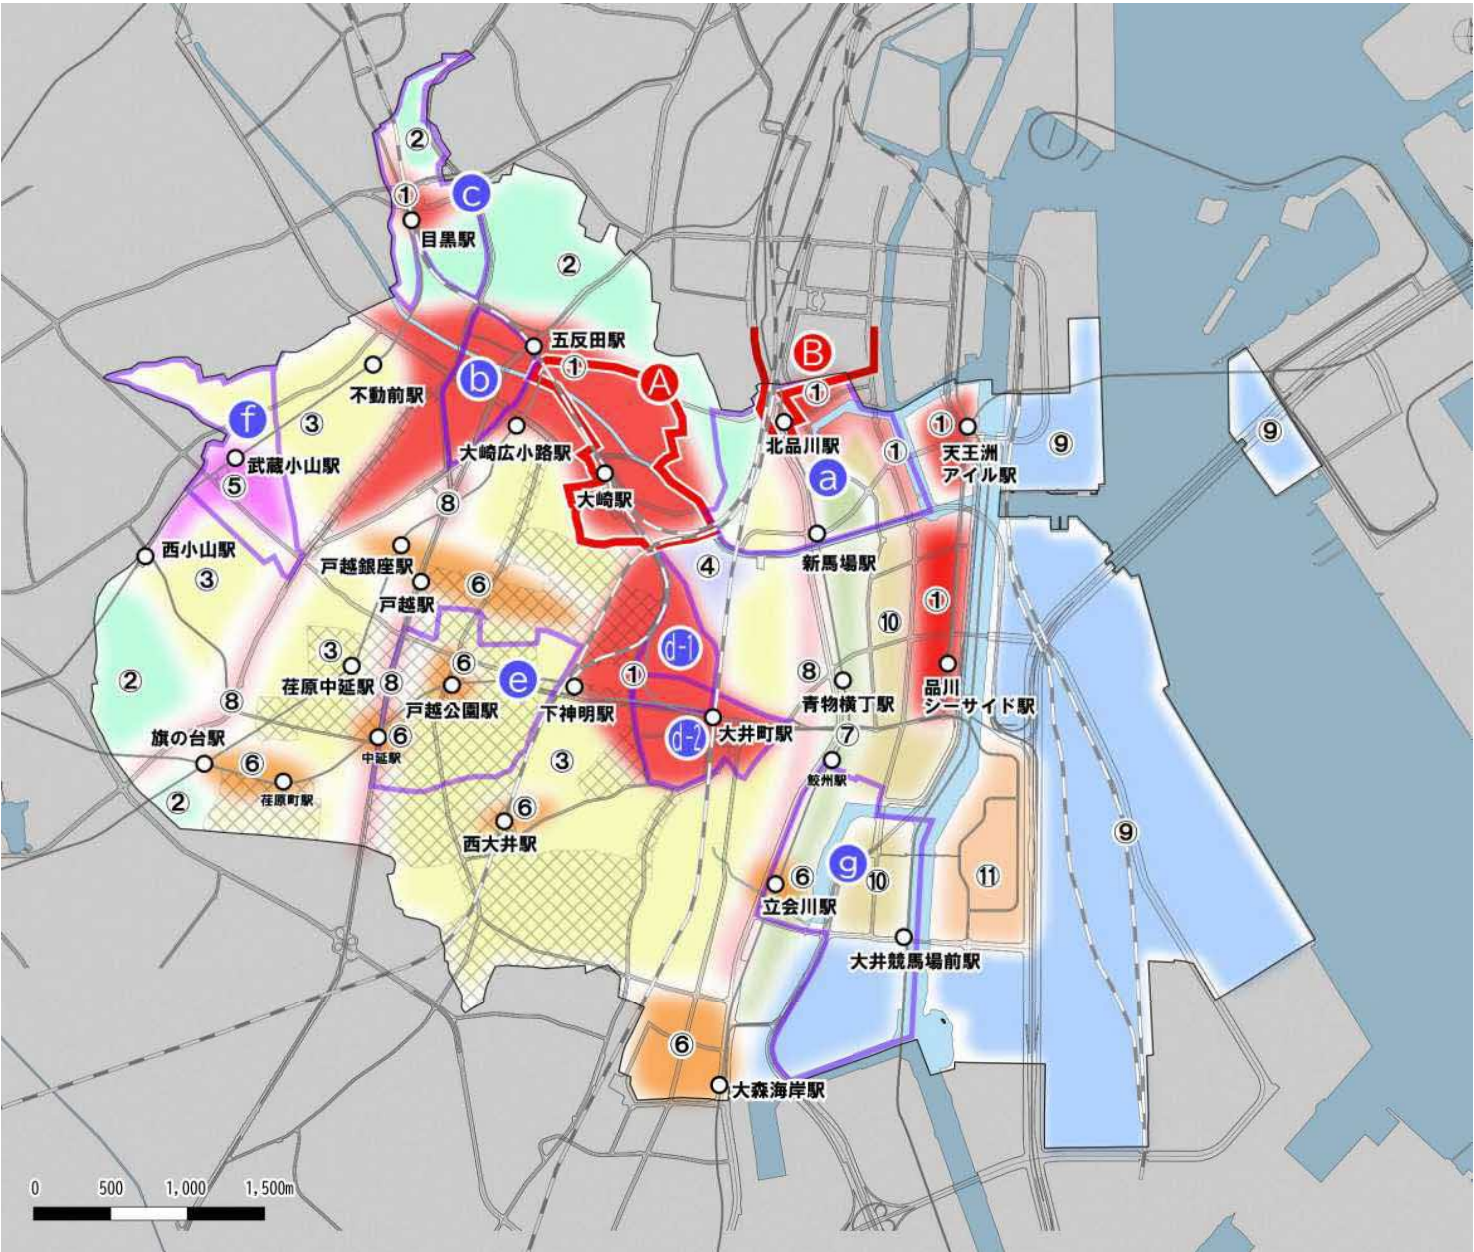 ②
①
c
目黒駅
②
五反田駅
①
B
A
①
b
不動前駅
f
③
北品川駅
①
天王洲
アイル駅
①
⑨
⑨
大崎広小路駅
武蔵小山駅
⑤
大崎駅
a
⑧
西小山駅
③
戸越銀座駅
⑥
戸越駅
④
新馬場駅
①
⑩
d-1
③
荏原中延駅
⑥
e
①
⑧
青物横丁駅
品川
シーサイド駅
②
⑧
⑧
戸越公園駅
下神明駅
旗の台駅
⑥
中延駅
d-2
大井町駅
⑦
鮫州駅
⑥
荏原町駅
③
②
⑥
西大井駅
⑨
g
⑥
⑩
⑪
立会川駅
大井競馬場前駅
⑥
大森海岸駅
0 500 1,000 1,500m